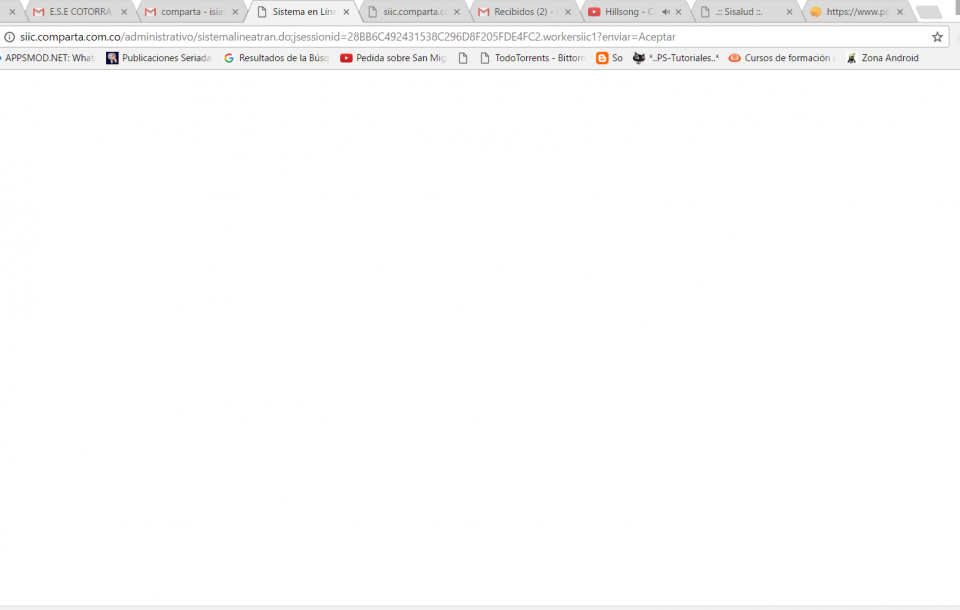 E.S.E COTORRA comparta - isia Sistema en Líne siic.comparta.c Recibidos (2) - Hillsong - C .:: Sisalud ::. https://www.po
siic.comparta.com.co/administrativo/sistemalineatran.do;jsessionid=28BB6C492431538C296D8F205FDE4FC2.workersiic1?enviar=Aceptar
APPSMOD.NET: What Publicaciones Seriada Resultados de la Búsq Pedida sobre San Mig TodoTorrents - Bittorr So *..PS-Tutoriales..* Cursos de formación Zona Android